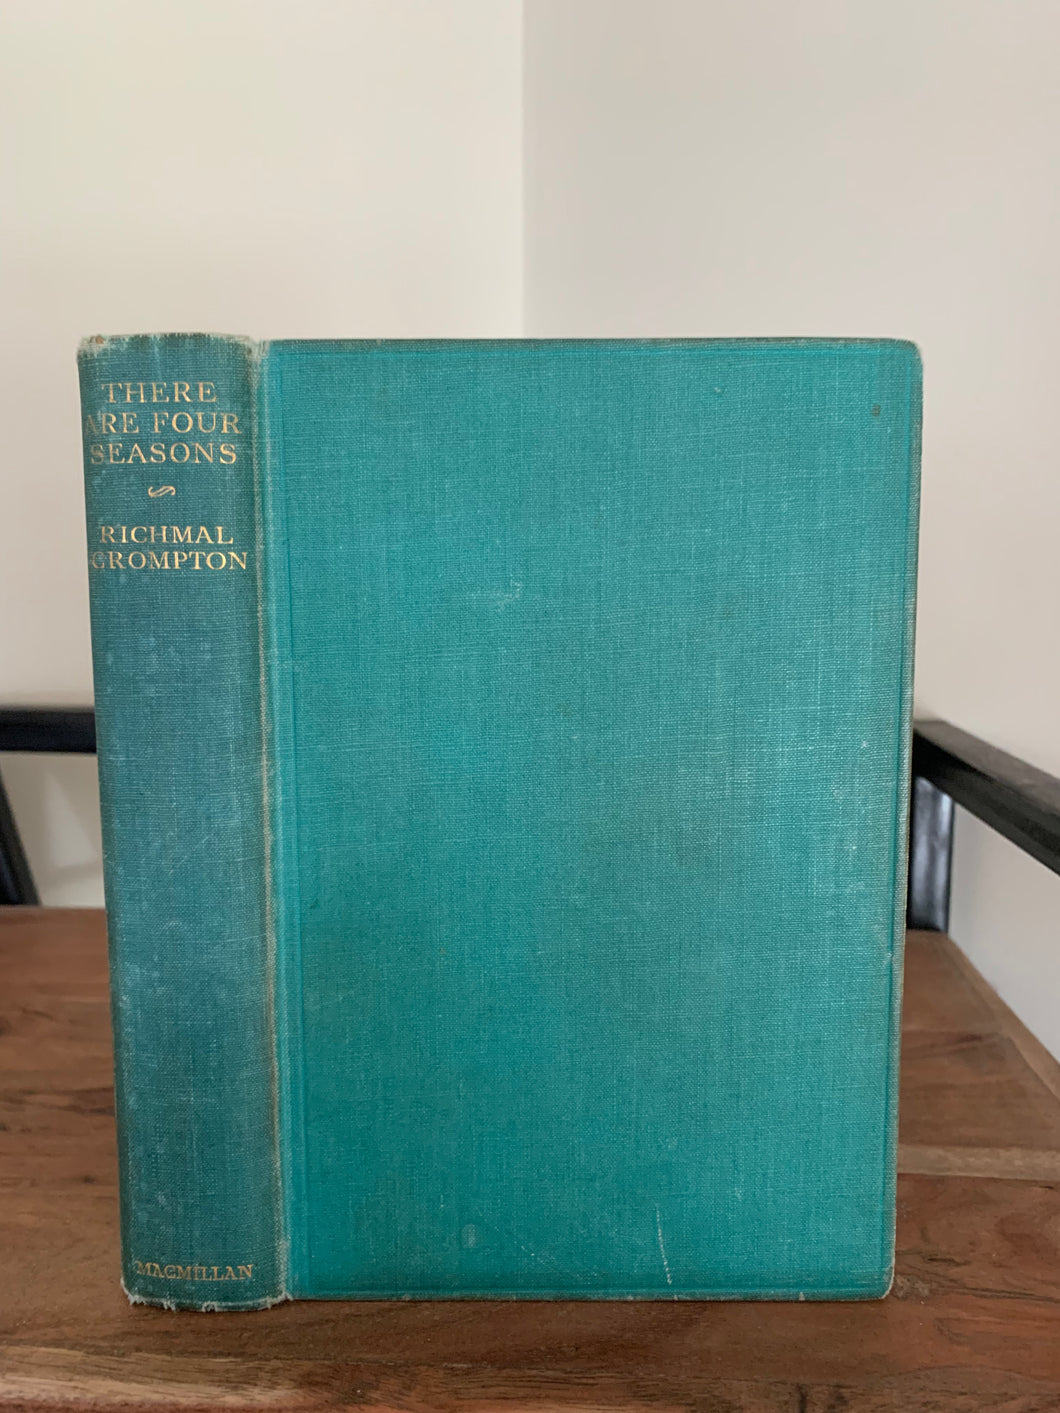 THERE
ARE FOUR
SEASONS
RICHMAL
CROMPTON
MACMILLAN